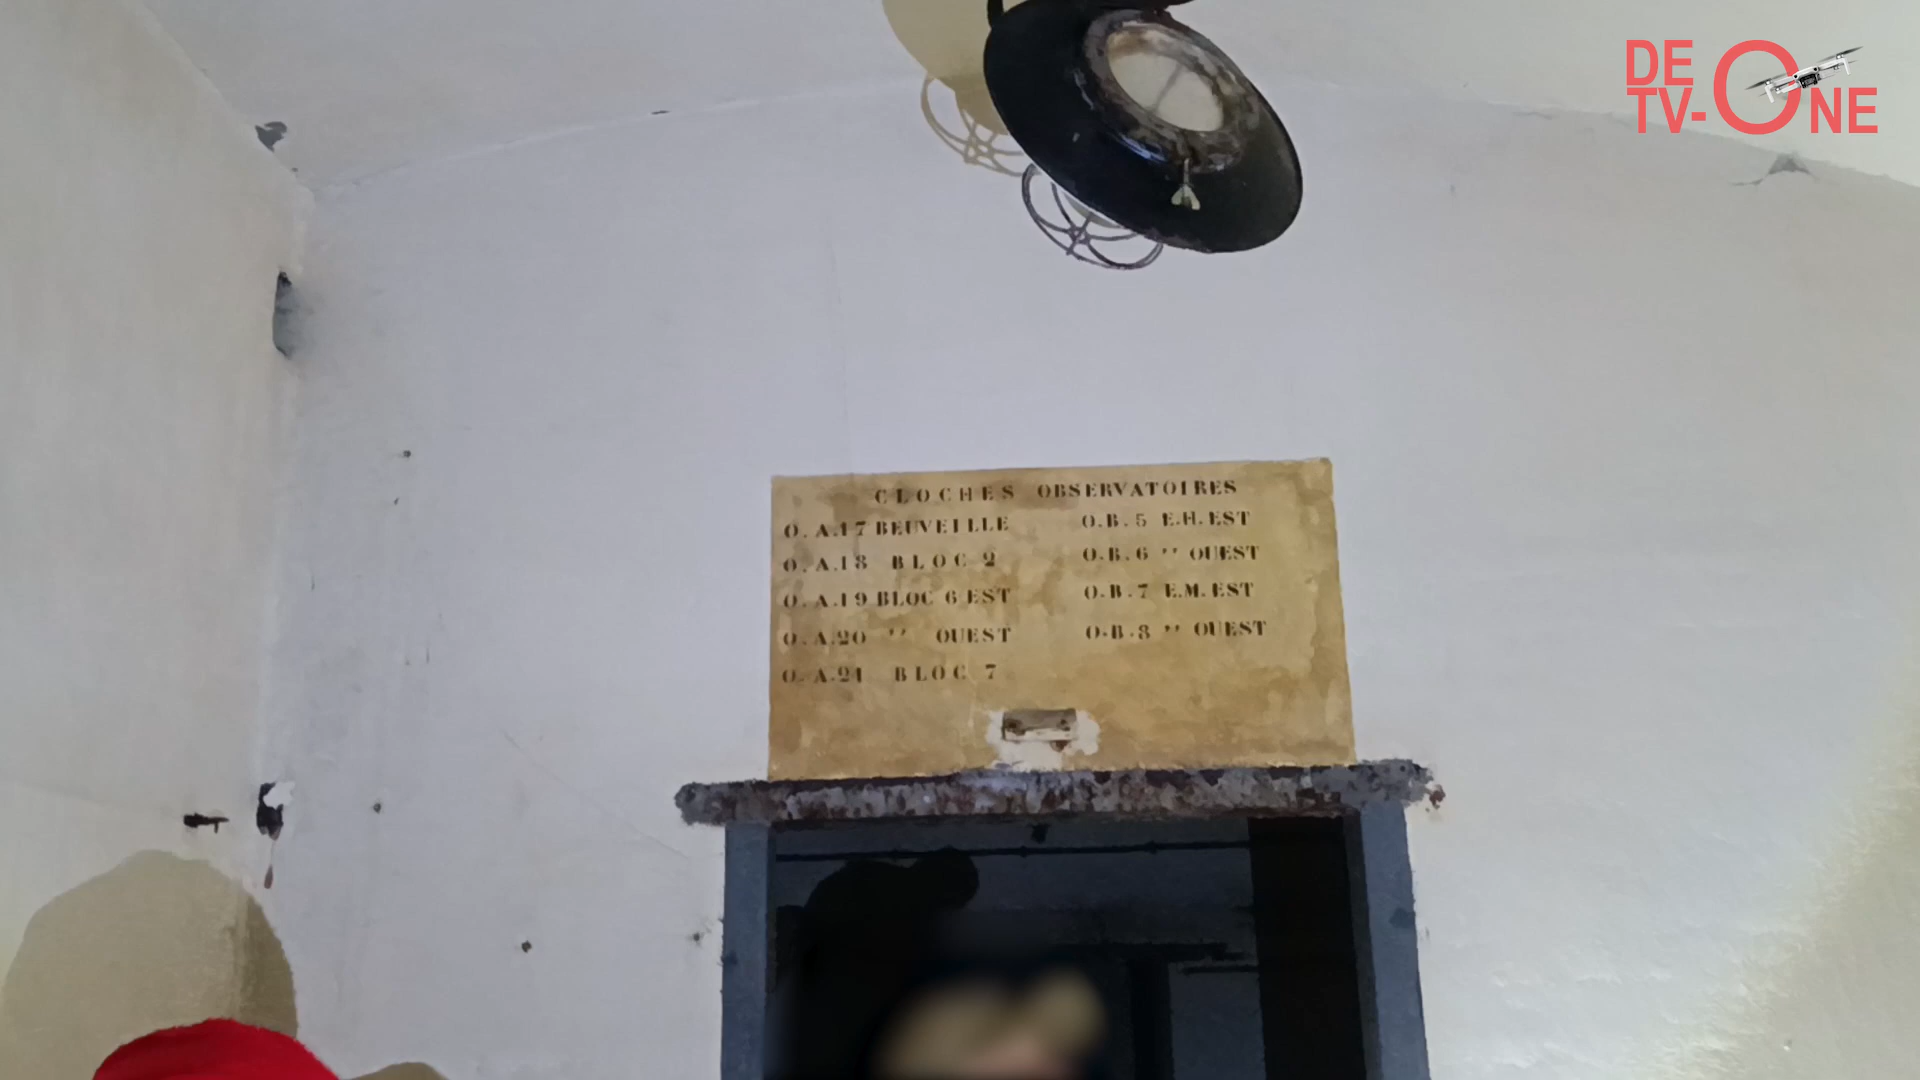 DE
TV-ONE
CLOCHES OBSERVATOIRES
O.A.17 BEUVEILLE O.B.5 E.H.EST
O.A.18 BLOC 2 O.B.6 '' OUEST
O.A.19 BLOC 6 EST O.B.7 E.M.EST
O.A.20 '' OUEST O.B.8 '' OUEST
O.A.21 BLOC 7